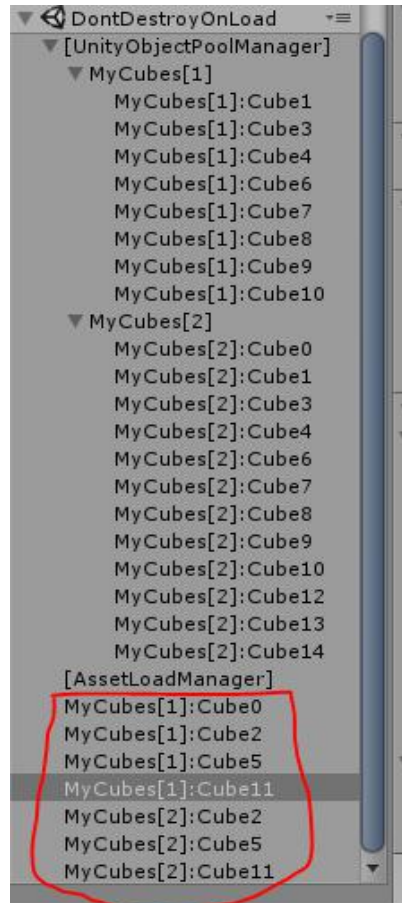 DontDestroyOnLoad
[UnityObjectPoolManager]
MyCubes[1]
MyCubes[1]:Cube1
MyCubes[1]:Cube3
MyCubes[1]:Cube4
MyCubes[1]:Cube6
MyCubes[1]:Cube7
MyCubes[1]:Cube8
MyCubes[1]:Cube9
MyCubes[1]:Cube10
MyCubes[2]
MyCubes[2]:Cube0
MyCubes[2]:Cube1
MyCubes[2]:Cube3
MyCubes[2]:Cube4
MyCubes[2]:Cube6
MyCubes[2]:Cube7
MyCubes[2]:Cube8
MyCubes[2]:Cube9
MyCubes[2]:Cube10
MyCubes[2]:Cube12
MyCubes[2]:Cube13
MyCubes[2]:Cube14
[AssetLoadManager]
MyCubes[1]:Cube0
MyCubes[1]:Cube2
MyCubes[1]:Cube5
MyCubes[1]:Cube11
MyCubes[2]:Cube2
MyCubes[2]:Cube5
MyCubes[2]:Cube11